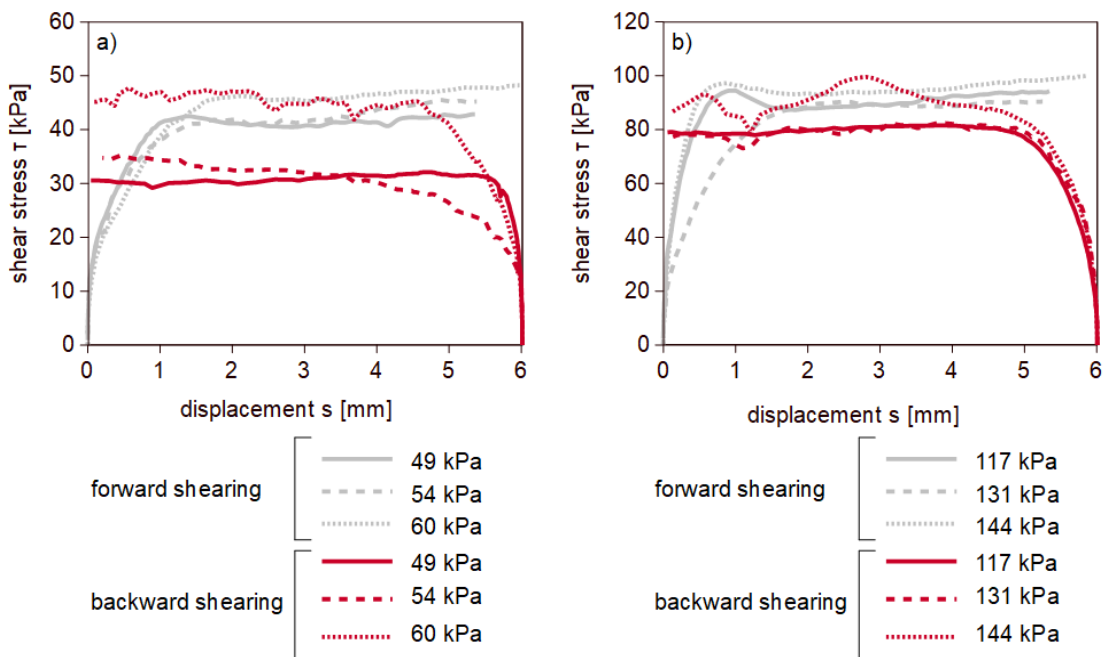 a)
60
50
40
30
20
10
0
shear stress τ [kPa]
0 1 2 3 4 5 6
displacement s [mm]
b)
120
100
80
60
40
20
0
shear stress τ [kPa]
0 1 2 3 4 5 6
displacement s [mm]
forward shearing
49 kPa
54 kPa
60 kPa
backward shearing
49 kPa
54 kPa
60 kPa
forward shearing
117 kPa
131 kPa
144 kPa
backward shearing
117 kPa
131 kPa
144 kPa